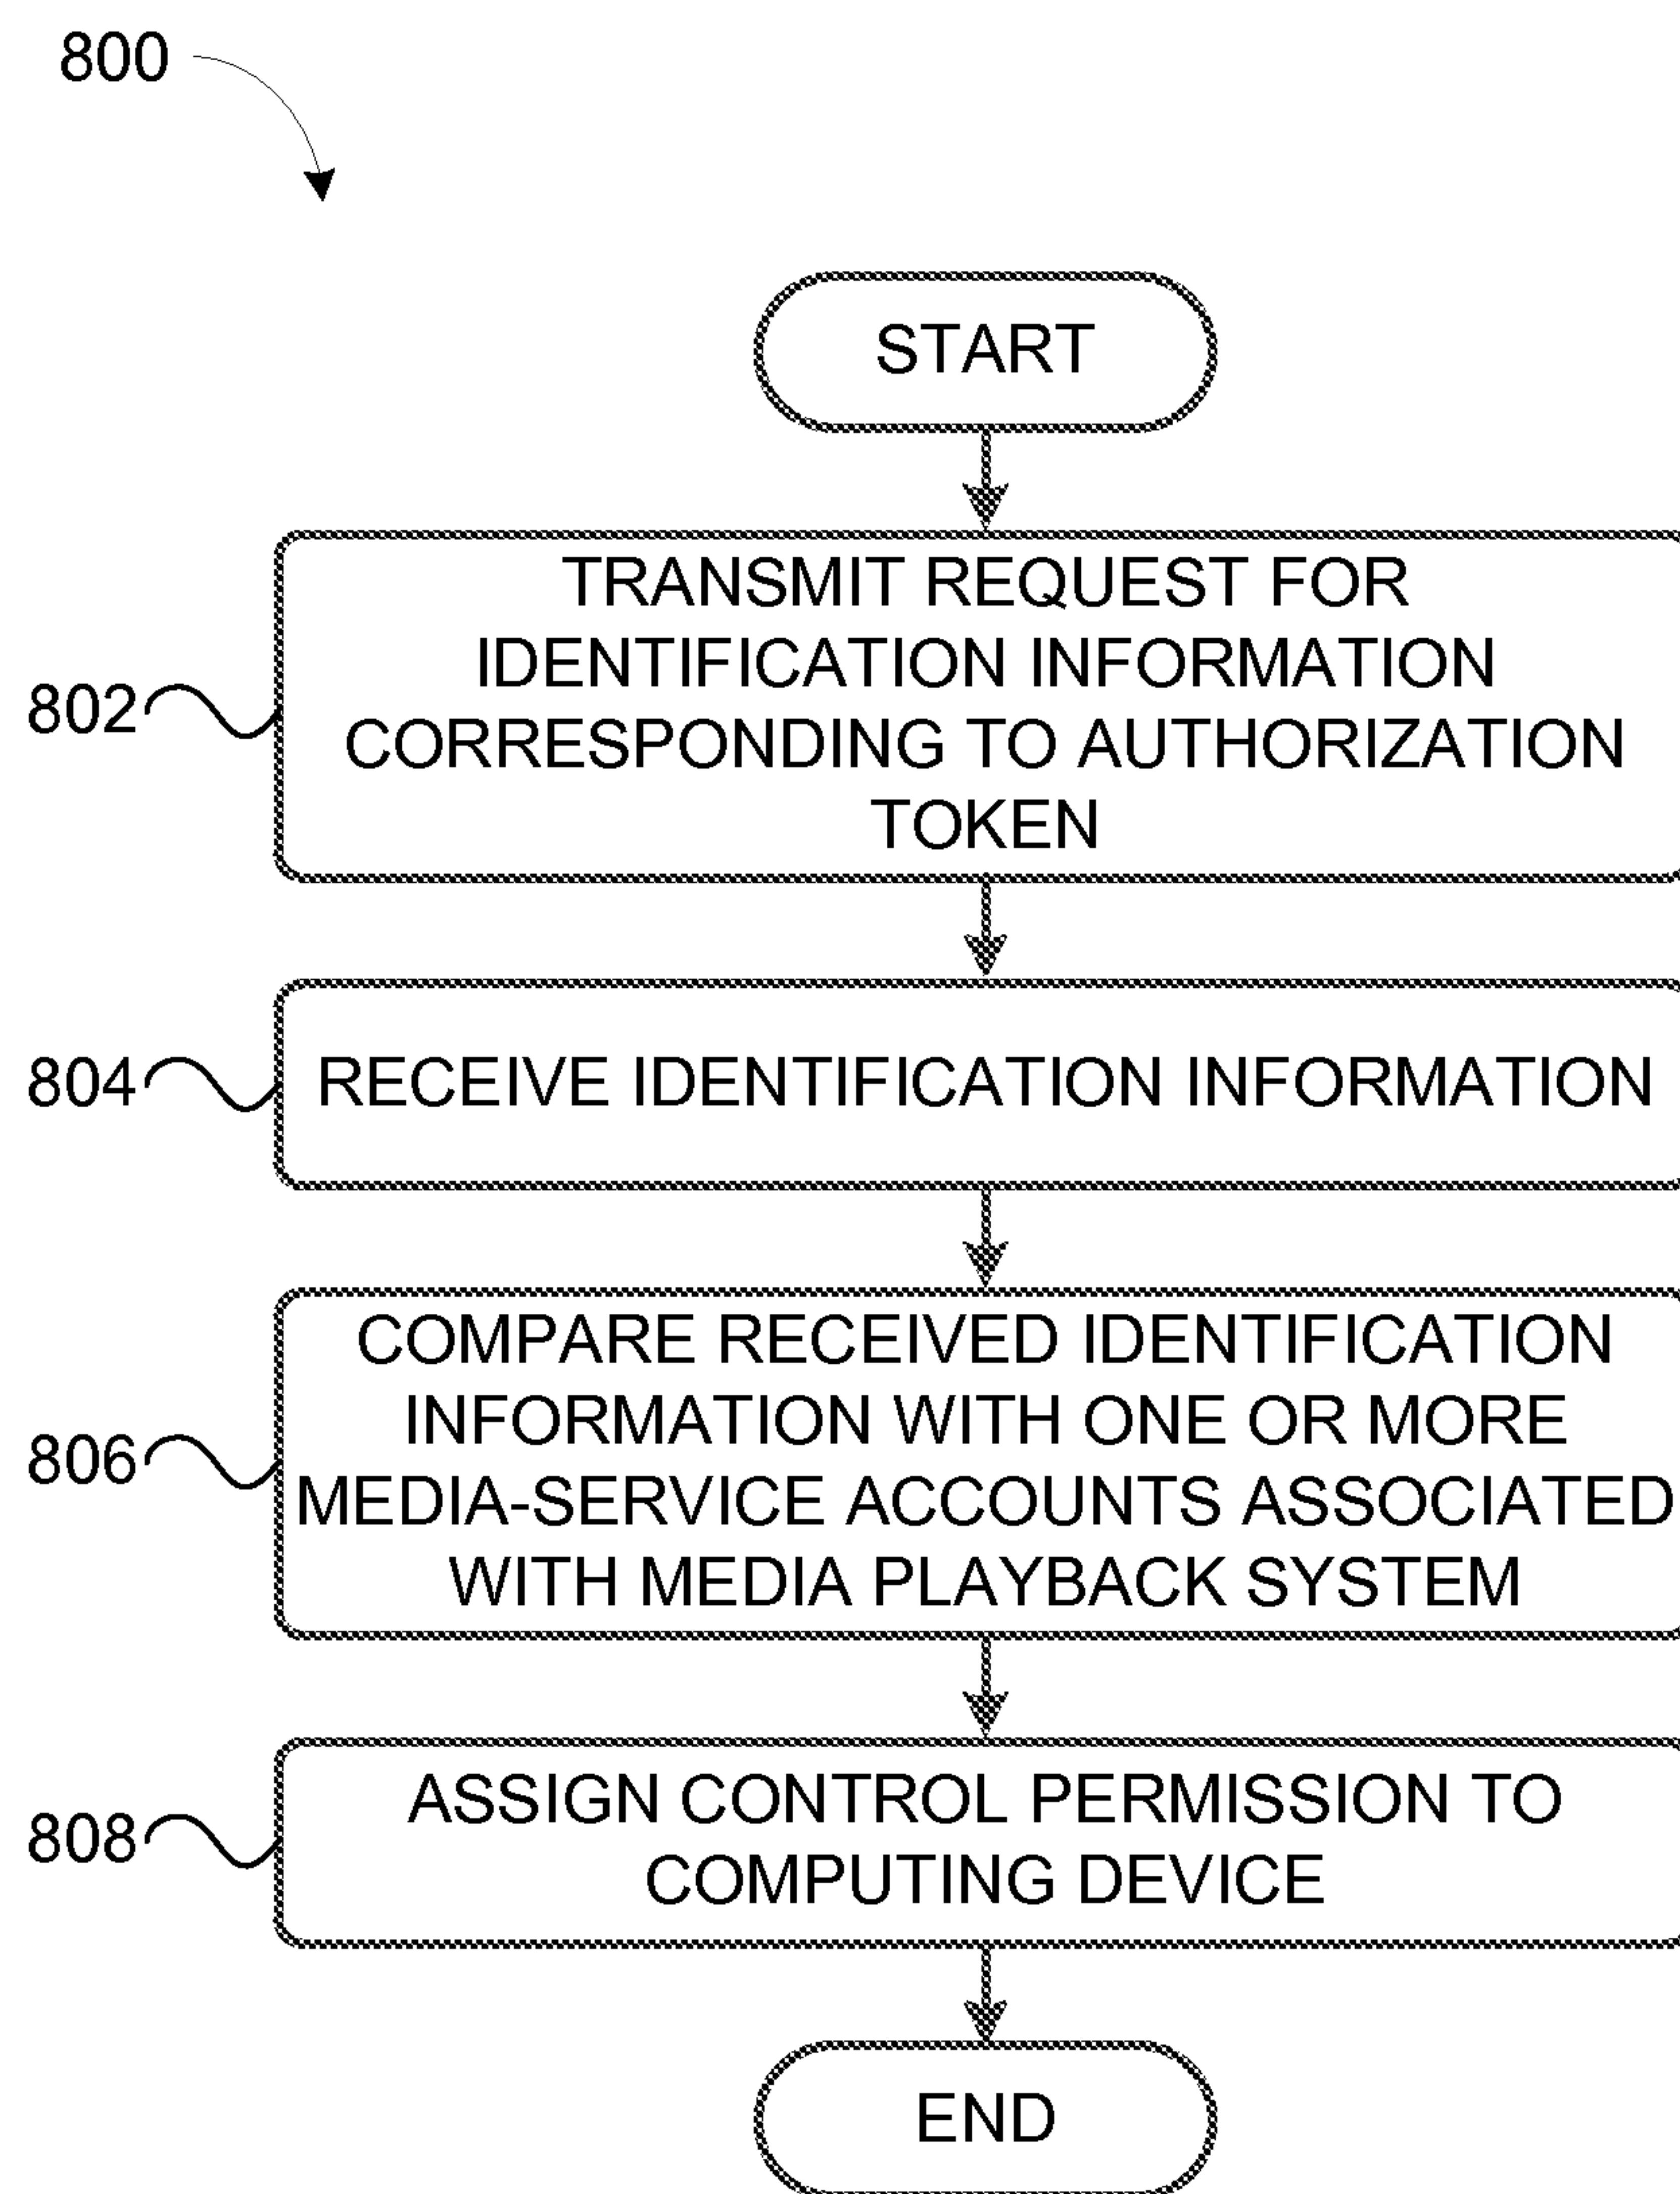 800
START
802
TRANSMIT REQUEST FOR
IDENTIFICATION INFORMATION
CORRESPONDING TO AUTHORIZATION
TOKEN
804
RECEIVE IDENTIFICATION INFORMATION
806
COMPARE RECEIVED IDENTIFICATION
INFORMATION WITH ONE OR MORE
MEDIA-SERVICE ACCOUNTS ASSOCIATED
WITH MEDIA PLAYBACK SYSTEM
808
ASSIGN CONTROL PERMISSION TO
COMPUTING DEVICE
END